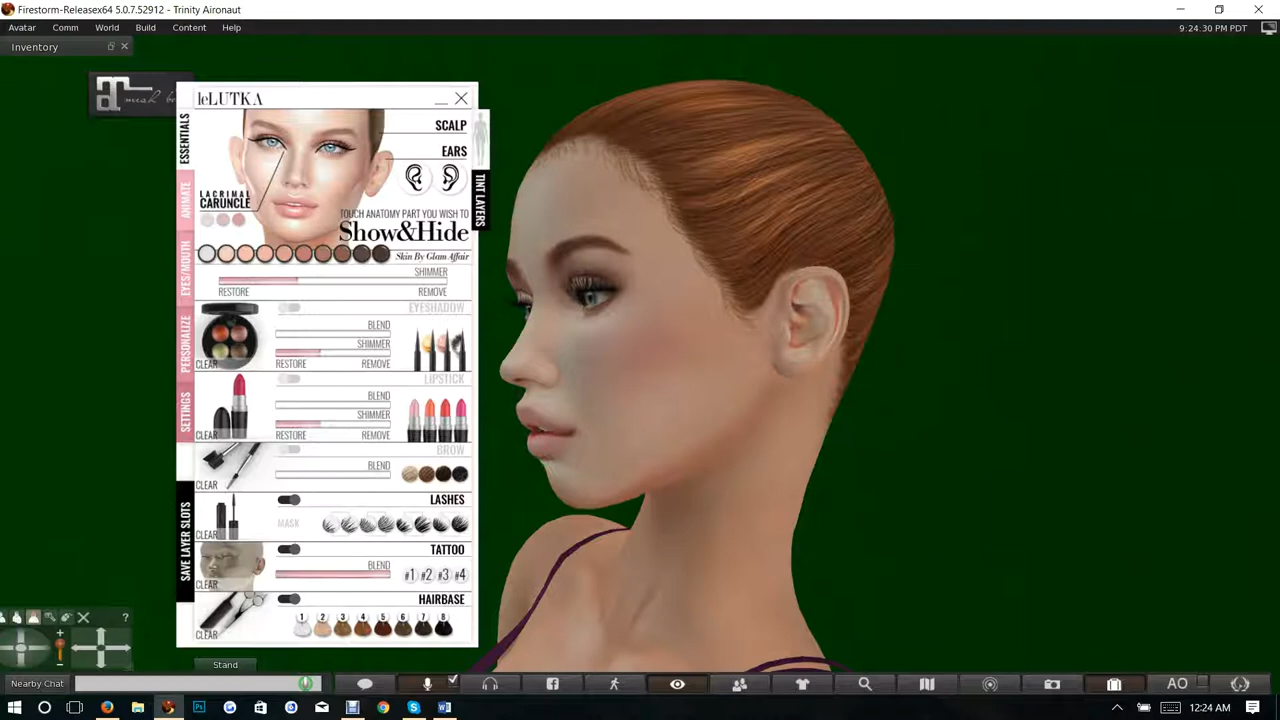 Firestorm-Releasex64 5.0.7.52912 - Trinity Aironaut
Avatar Comm World Build Content Help
9:24:30 PM PDT
Inventory
leLUTKA
ESSENTIALS
ANIMATE
EYES/MOUTH
PERSONALIZE
SETTINGS
SAVE LAYER SLOTS
TINT LAYERS
SCALP
EARS
LACRIMAL
CARUNCLE
TOUCH ANATOMY PART YOU WISH TO
Show&Hide
Skin By Glam Affair
SHIMMER
RESTORE REMOVE
EYESHADOW
BLEND
SHIMMER
CLEAR RESTORE REMOVE
LIPSTICK
BLEND
SHIMMER
CLEAR RESTORE REMOVE
BROW
BLEND
CLEAR
LASHES
MASK
CLEAR
TATTOO
BLEND
#1 #2 #3 #4
CLEAR
HAIRBASE
1 2 3 4 5 6 7 8
CLEAR
?
Stand
Nearby Chat
AO
12:24 AM